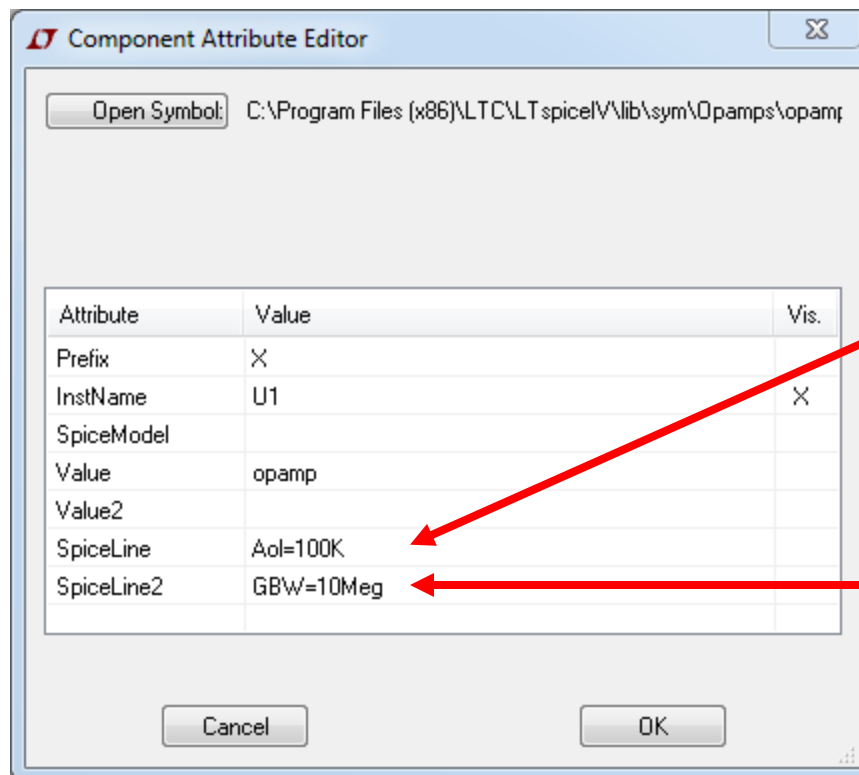 Component Attribute Editor
Open Symbol: C:\Program Files (x86)\LTC\LTspiceIV\lib\sym\Opamps\opamp
Attribute Value Vis.
Prefix X
InstName U1 X
SpiceModel
Value opamp
Value2
SpiceLine Aol=100K
SpiceLine2 GBW=10Meg
Cancel OK